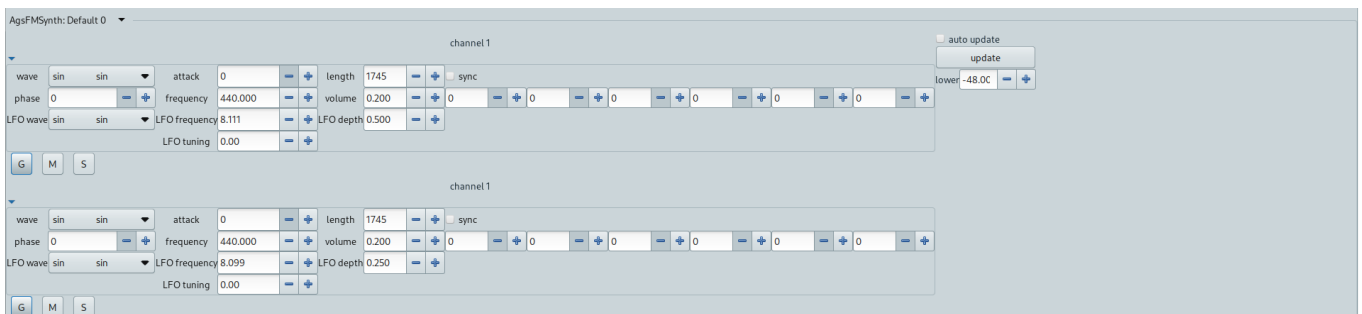 AgsFMSynth: Default 0
channel 1
auto update
update
lower -48.00
wave sin sin attack 0 length 1745 sync
phase 0 frequency 440.000 volume 0.200 0 0 0 0 0 0
LFO wave sin sin LFO frequency 8.111 LFO depth 0.500
LFO tuning 0.00
G M S
channel 1
wave sin sin attack 0 length 1745 sync
phase 0 frequency 440.000 volume 0.200 0 0 0 0 0 0
LFO wave sin sin LFO frequency 8.099 LFO depth 0.250
LFO tuning 0.00
G M S